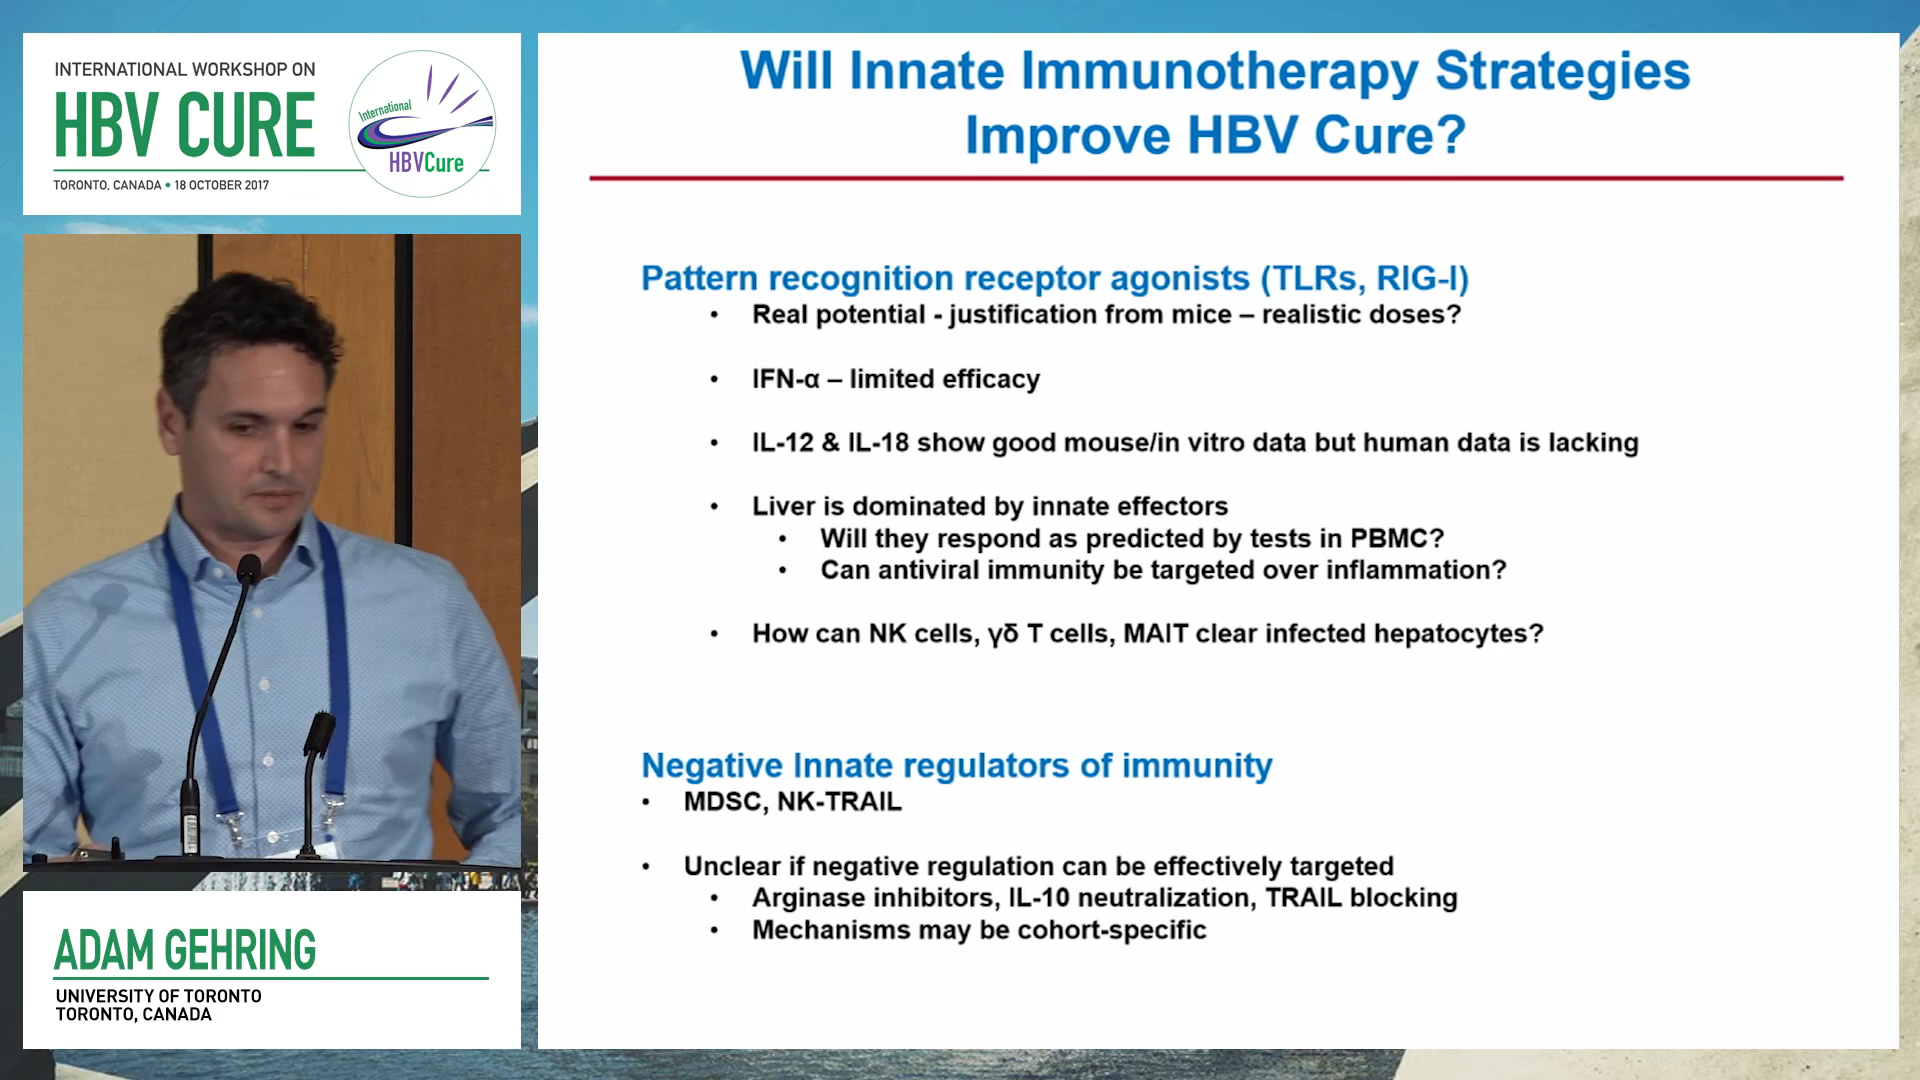 INTERNATIONAL WORKSHOP ON
HBV CURE
TORONTO, CANADA • 18 OCTOBER 2017
International
HBVCure
ADAM GEHRING
UNIVERSITY OF TORONTO
TORONTO, CANADA
Will Innate Immunotherapy Strategies
Improve HBV Cure?
Pattern recognition receptor agonists (TLRs, RIG-I)
• Real potential - justification from mice – realistic doses?
• IFN-α – limited efficacy
• IL-12 & IL-18 show good mouse/in vitro data but human data is lacking
• Liver is dominated by innate effectors
• Will they respond as predicted by tests in PBMC?
• Can antiviral immunity be targeted over inflammation?
• How can NK cells, γδ T cells, MAIT clear infected hepatocytes?
Negative Innate regulators of immunity
• MDSC, NK-TRAIL
• Unclear if negative regulation can be effectively targeted
• Arginase inhibitors, IL-10 neutralization, TRAIL blocking
• Mechanisms may be cohort-specific